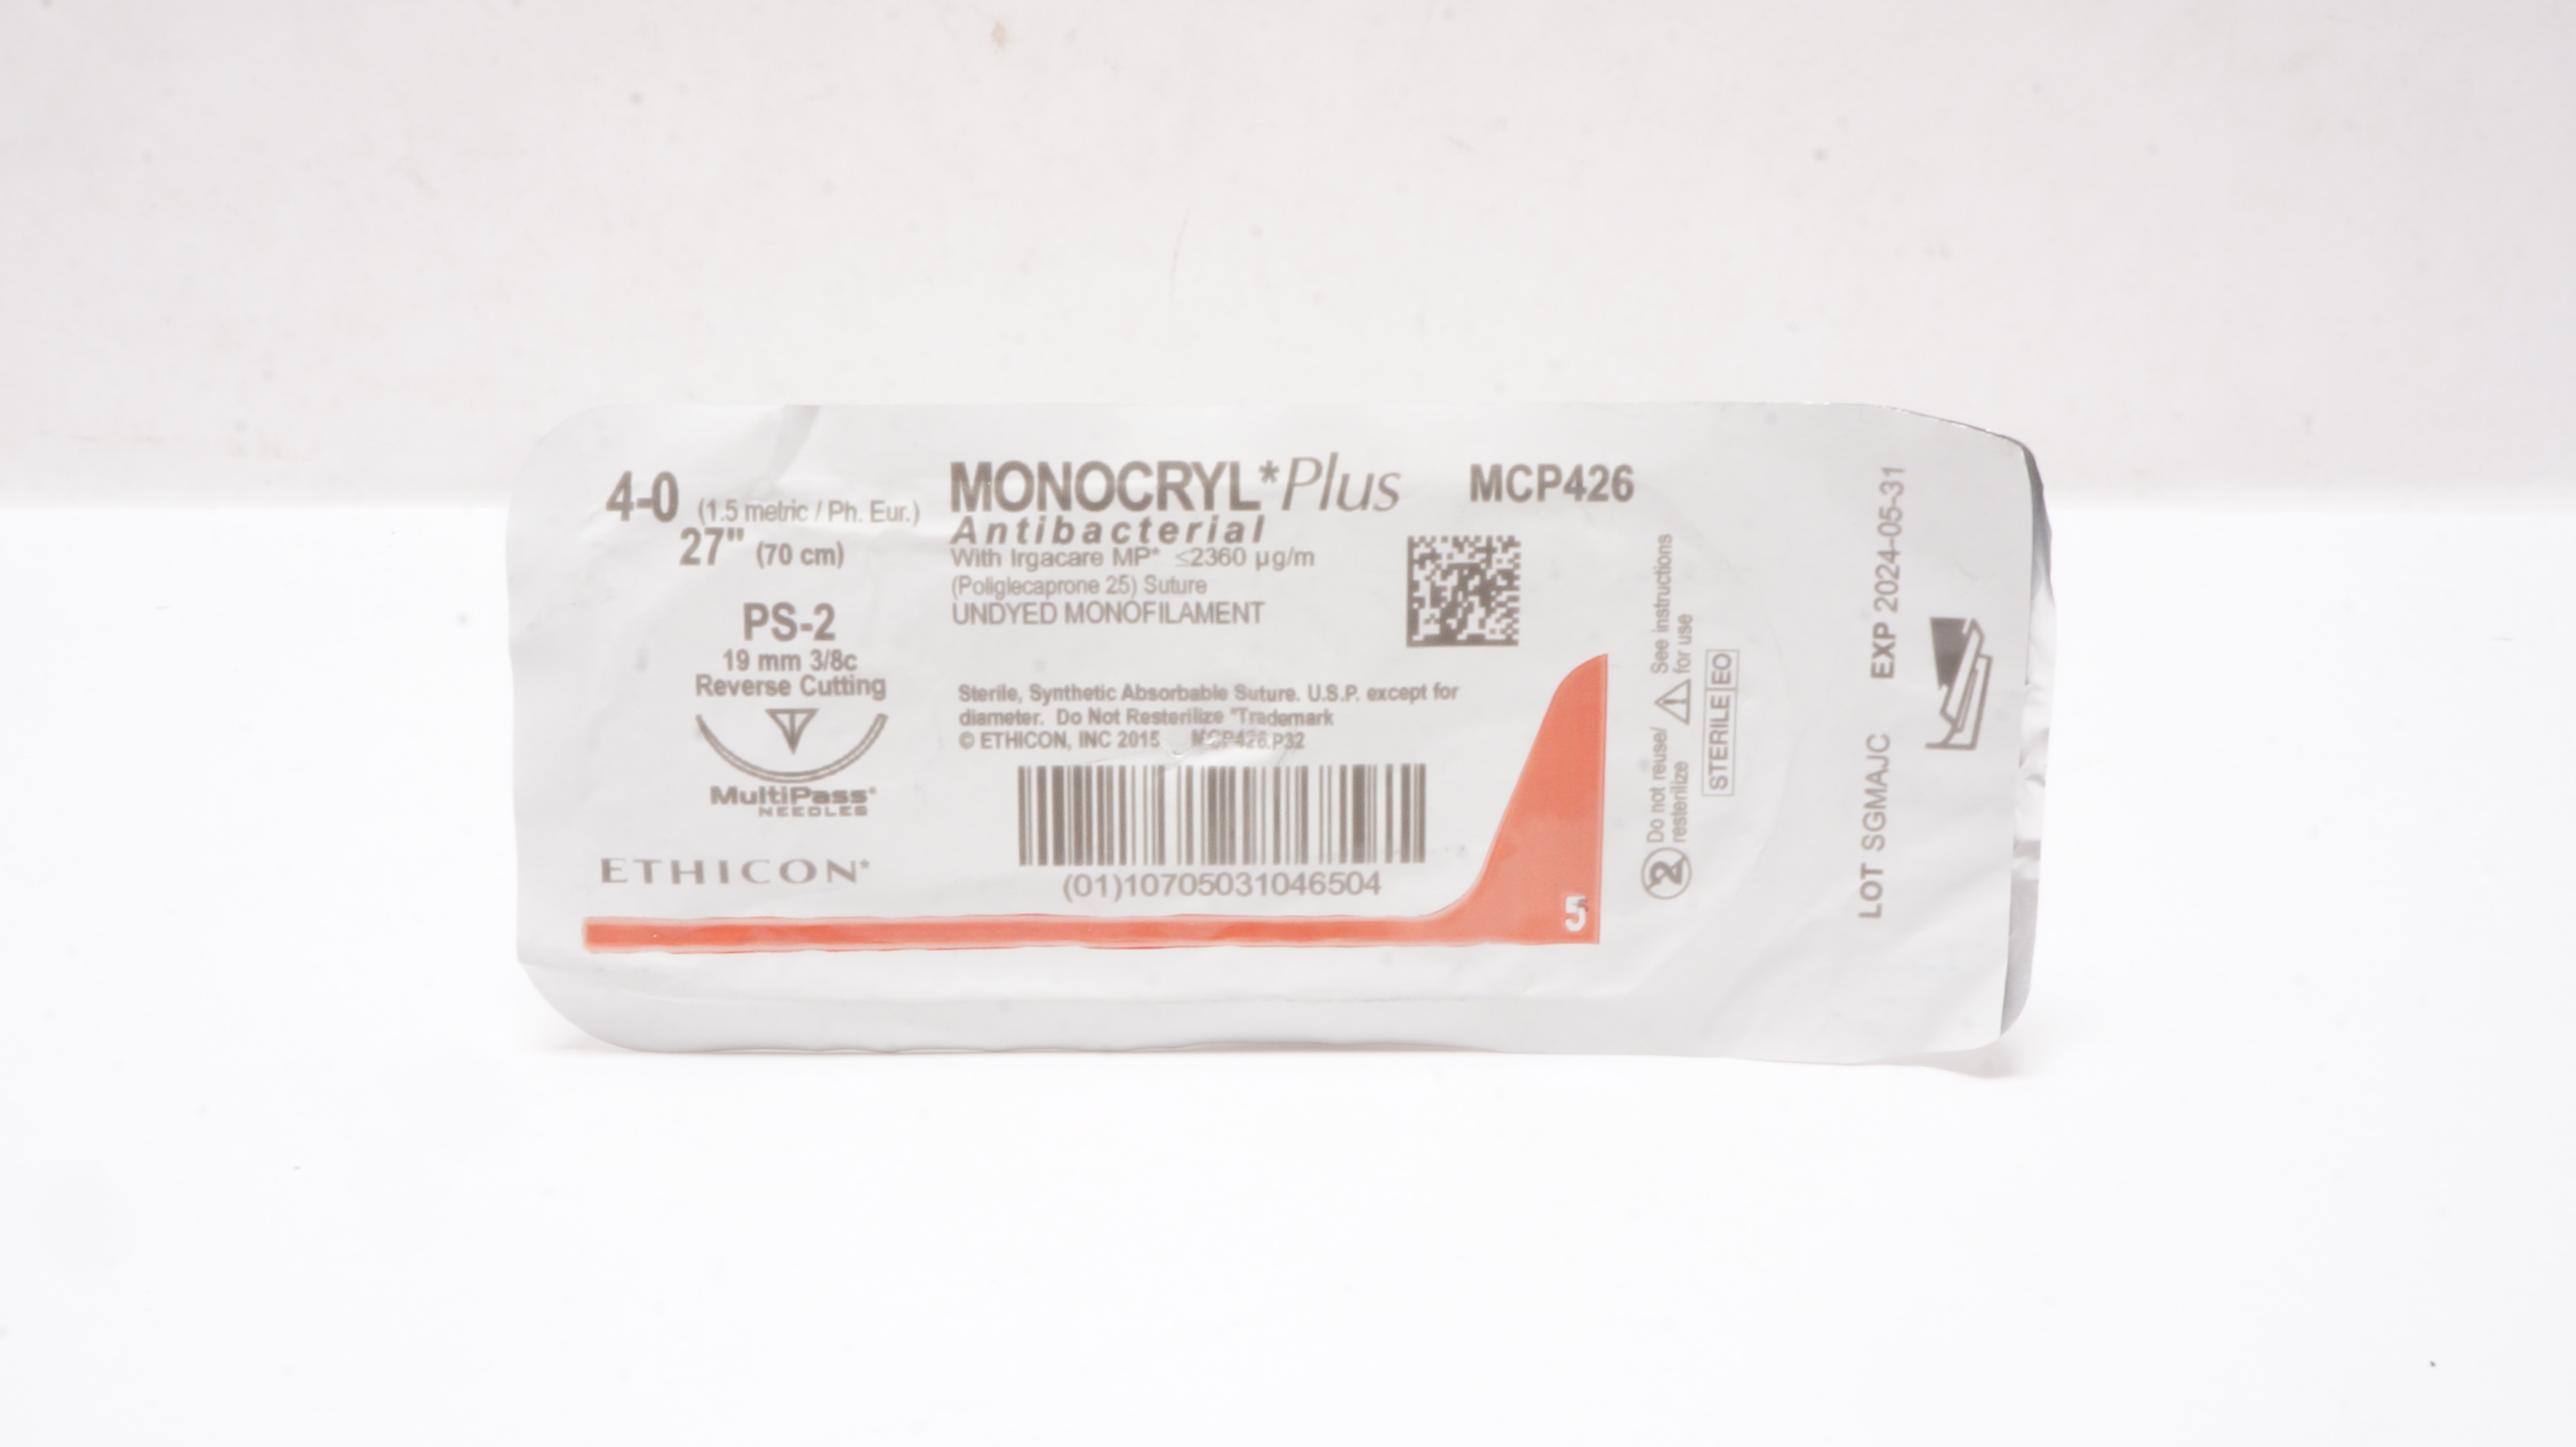 4-0 (1.5 metric / Ph. Eur.)
27" (70 cm)
PS-2
19 mm 3/8c
Reverse Cutting
MultiPass*
NEEDLES
ETHICON*
MONOCRYL*Plus
Antibacterial
With Irgacare MP* ≤2360 µg/m
(Poliglecaprone 25) Suture
UNDYED MONOFILAMENT
MCP426
Sterile, Synthetic Absorbable Suture. U.S.P. except for
diameter. Do Not Resterilize *Trademark
© ETHICON, INC 2015 MCP426.P32
(01)10705031046504
5
2 Do not reuse/
resterilize
See instructions
for use
STERILE EO
LOT SGMAJC EXP 2024-05-31